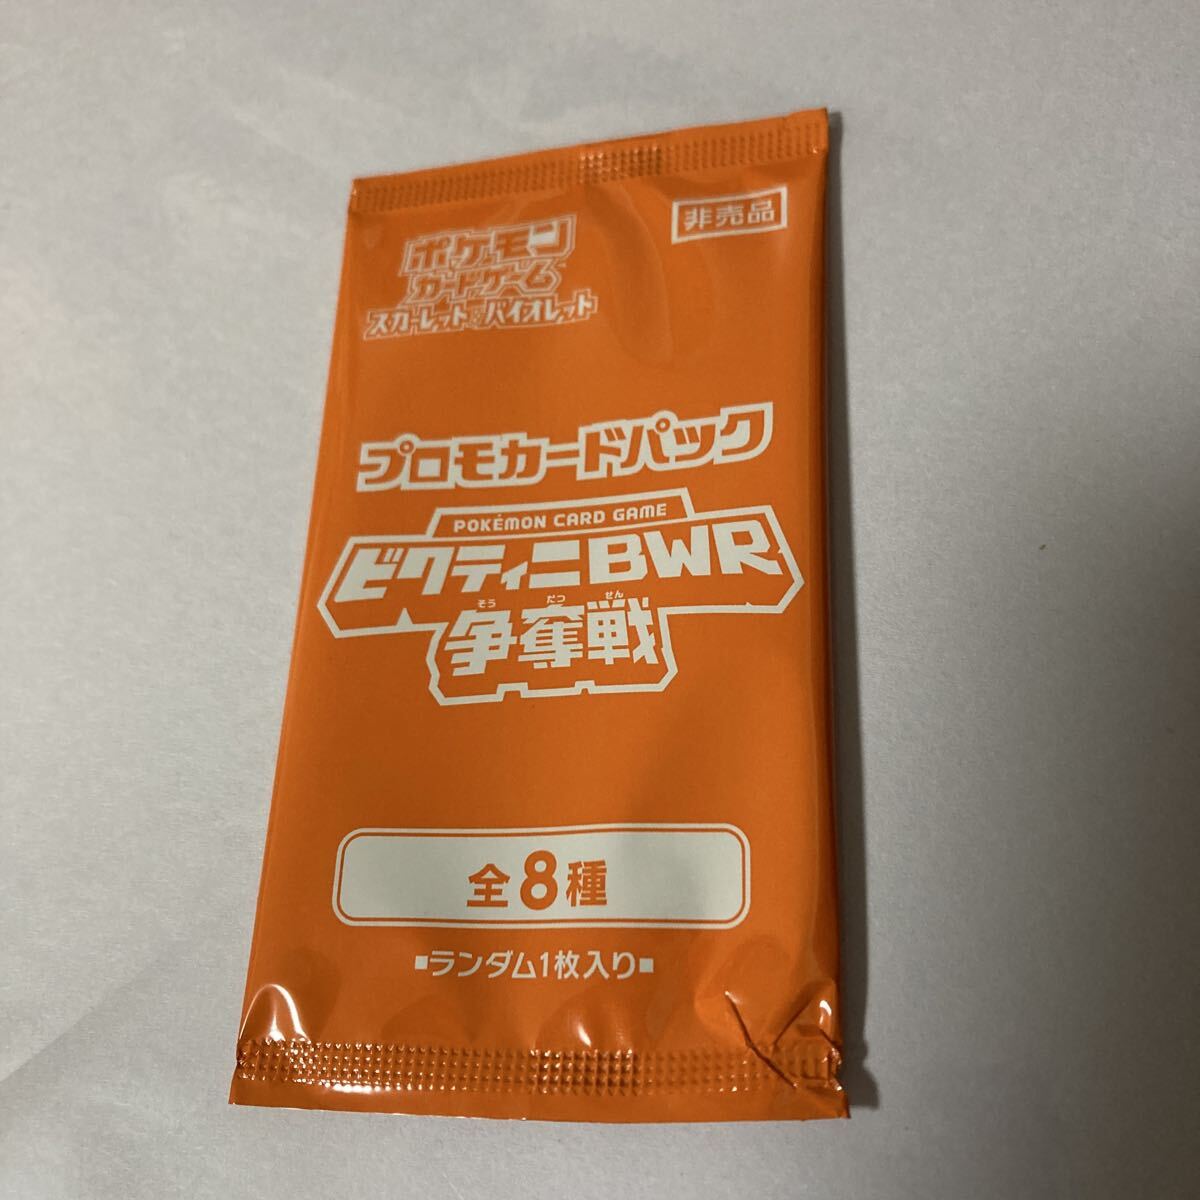 非売品
ポケモン
カードゲーム
スカーレット&バイオレット
プロモカードパック
POKÉMON CARD GAME
ビクティニBWR
そう だつ せん
争奪戦
全8種
■ランダム1枚入り■